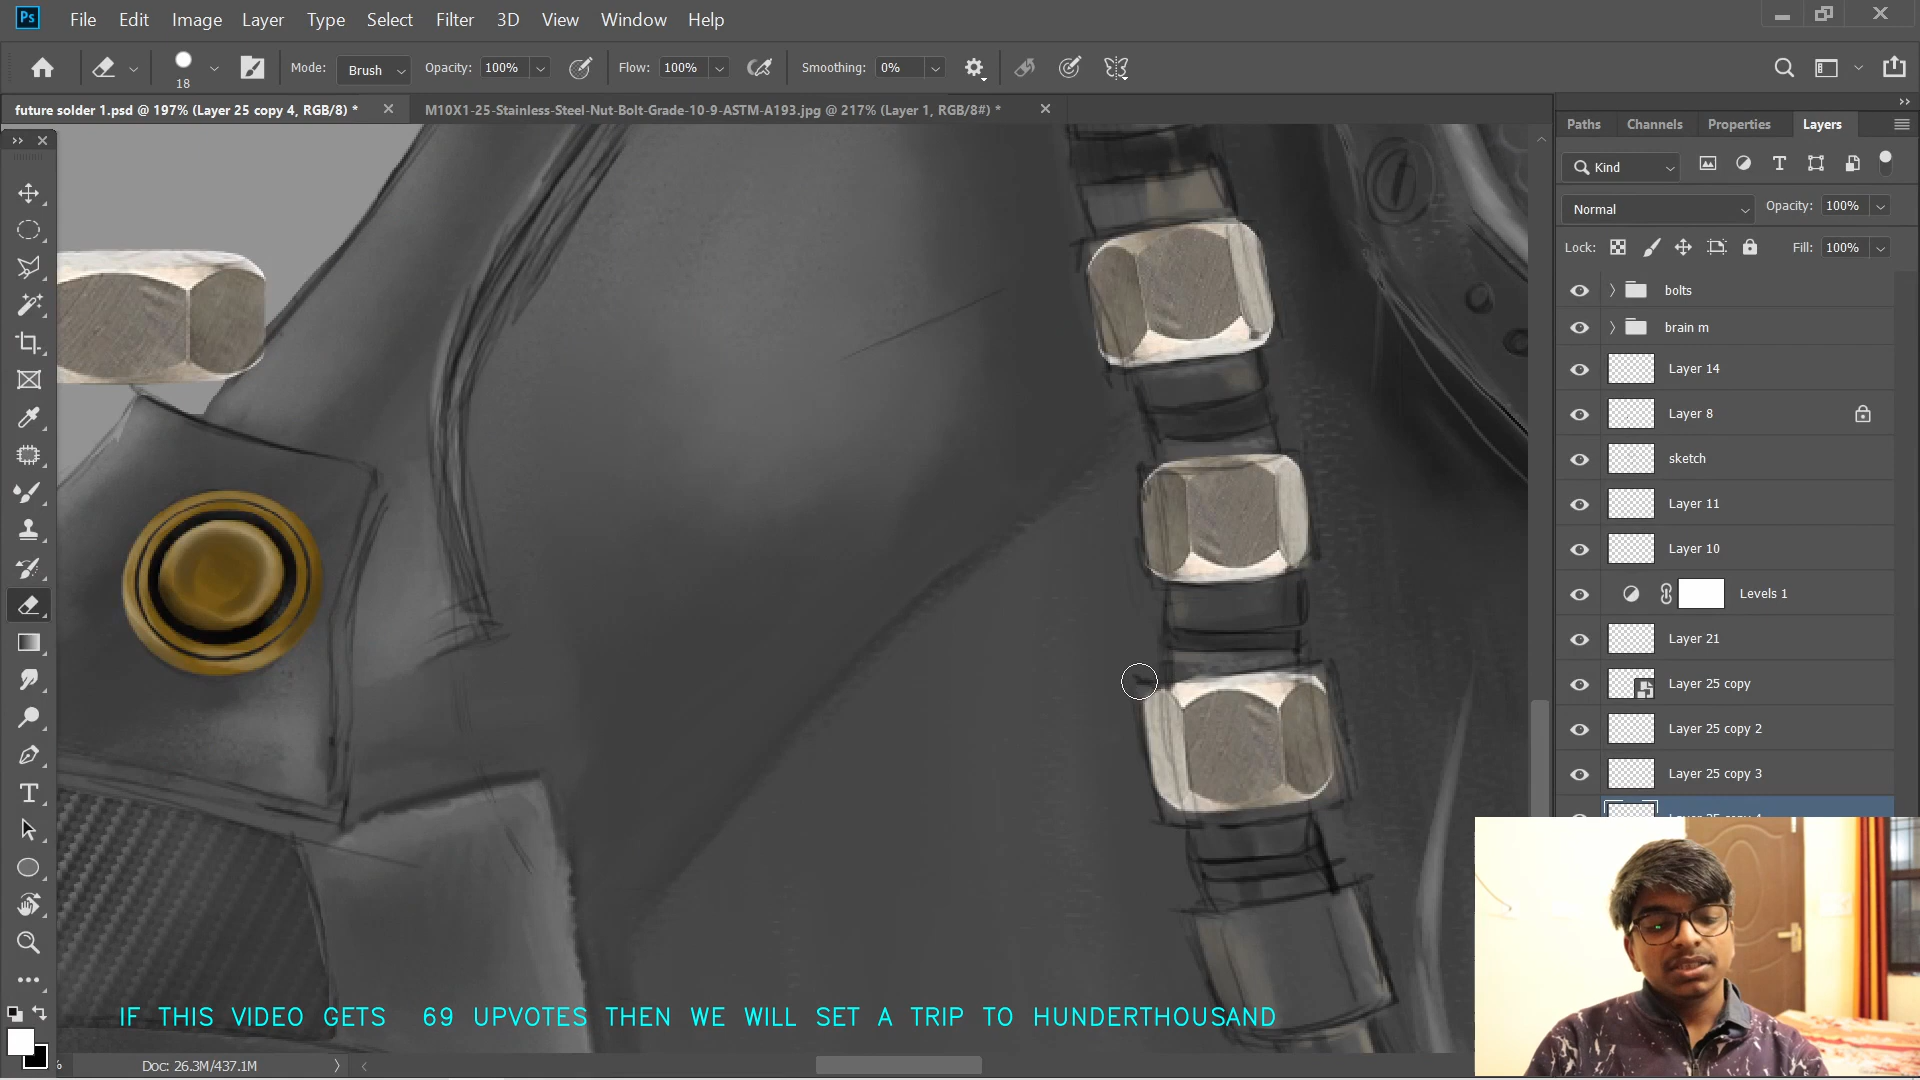 Ps File Edit Image Layer Type Select Filter 3D View Window Help
18 Mode: Brush Opacity: 100% Flow: 100% Smoothing: 0%
future solder 1.psd @ 197% (Layer 25 copy 4, RGB/8) * M10X1-25-Stainless-Steel-Nut-Bolt-Grade-10-9-ASTM-A193.jpg @ 217% (Layer 1, RGB/8#) *
Paths Channels Properties Layers
Kind
Normal Opacity: 100%
Lock: Fill: 100%
bolts
brain m
Layer 14
Layer 8
sketch
Layer 11
Layer 10
Levels 1
Layer 21
Layer 25 copy
Layer 25 copy 2
Layer 25 copy 3
IF THIS VIDEO GETS 69 UPVOTES THEN WE WILL SET A TRIP TO HUNDERTHOUSAND
% Doc: 26.3M/437.1M